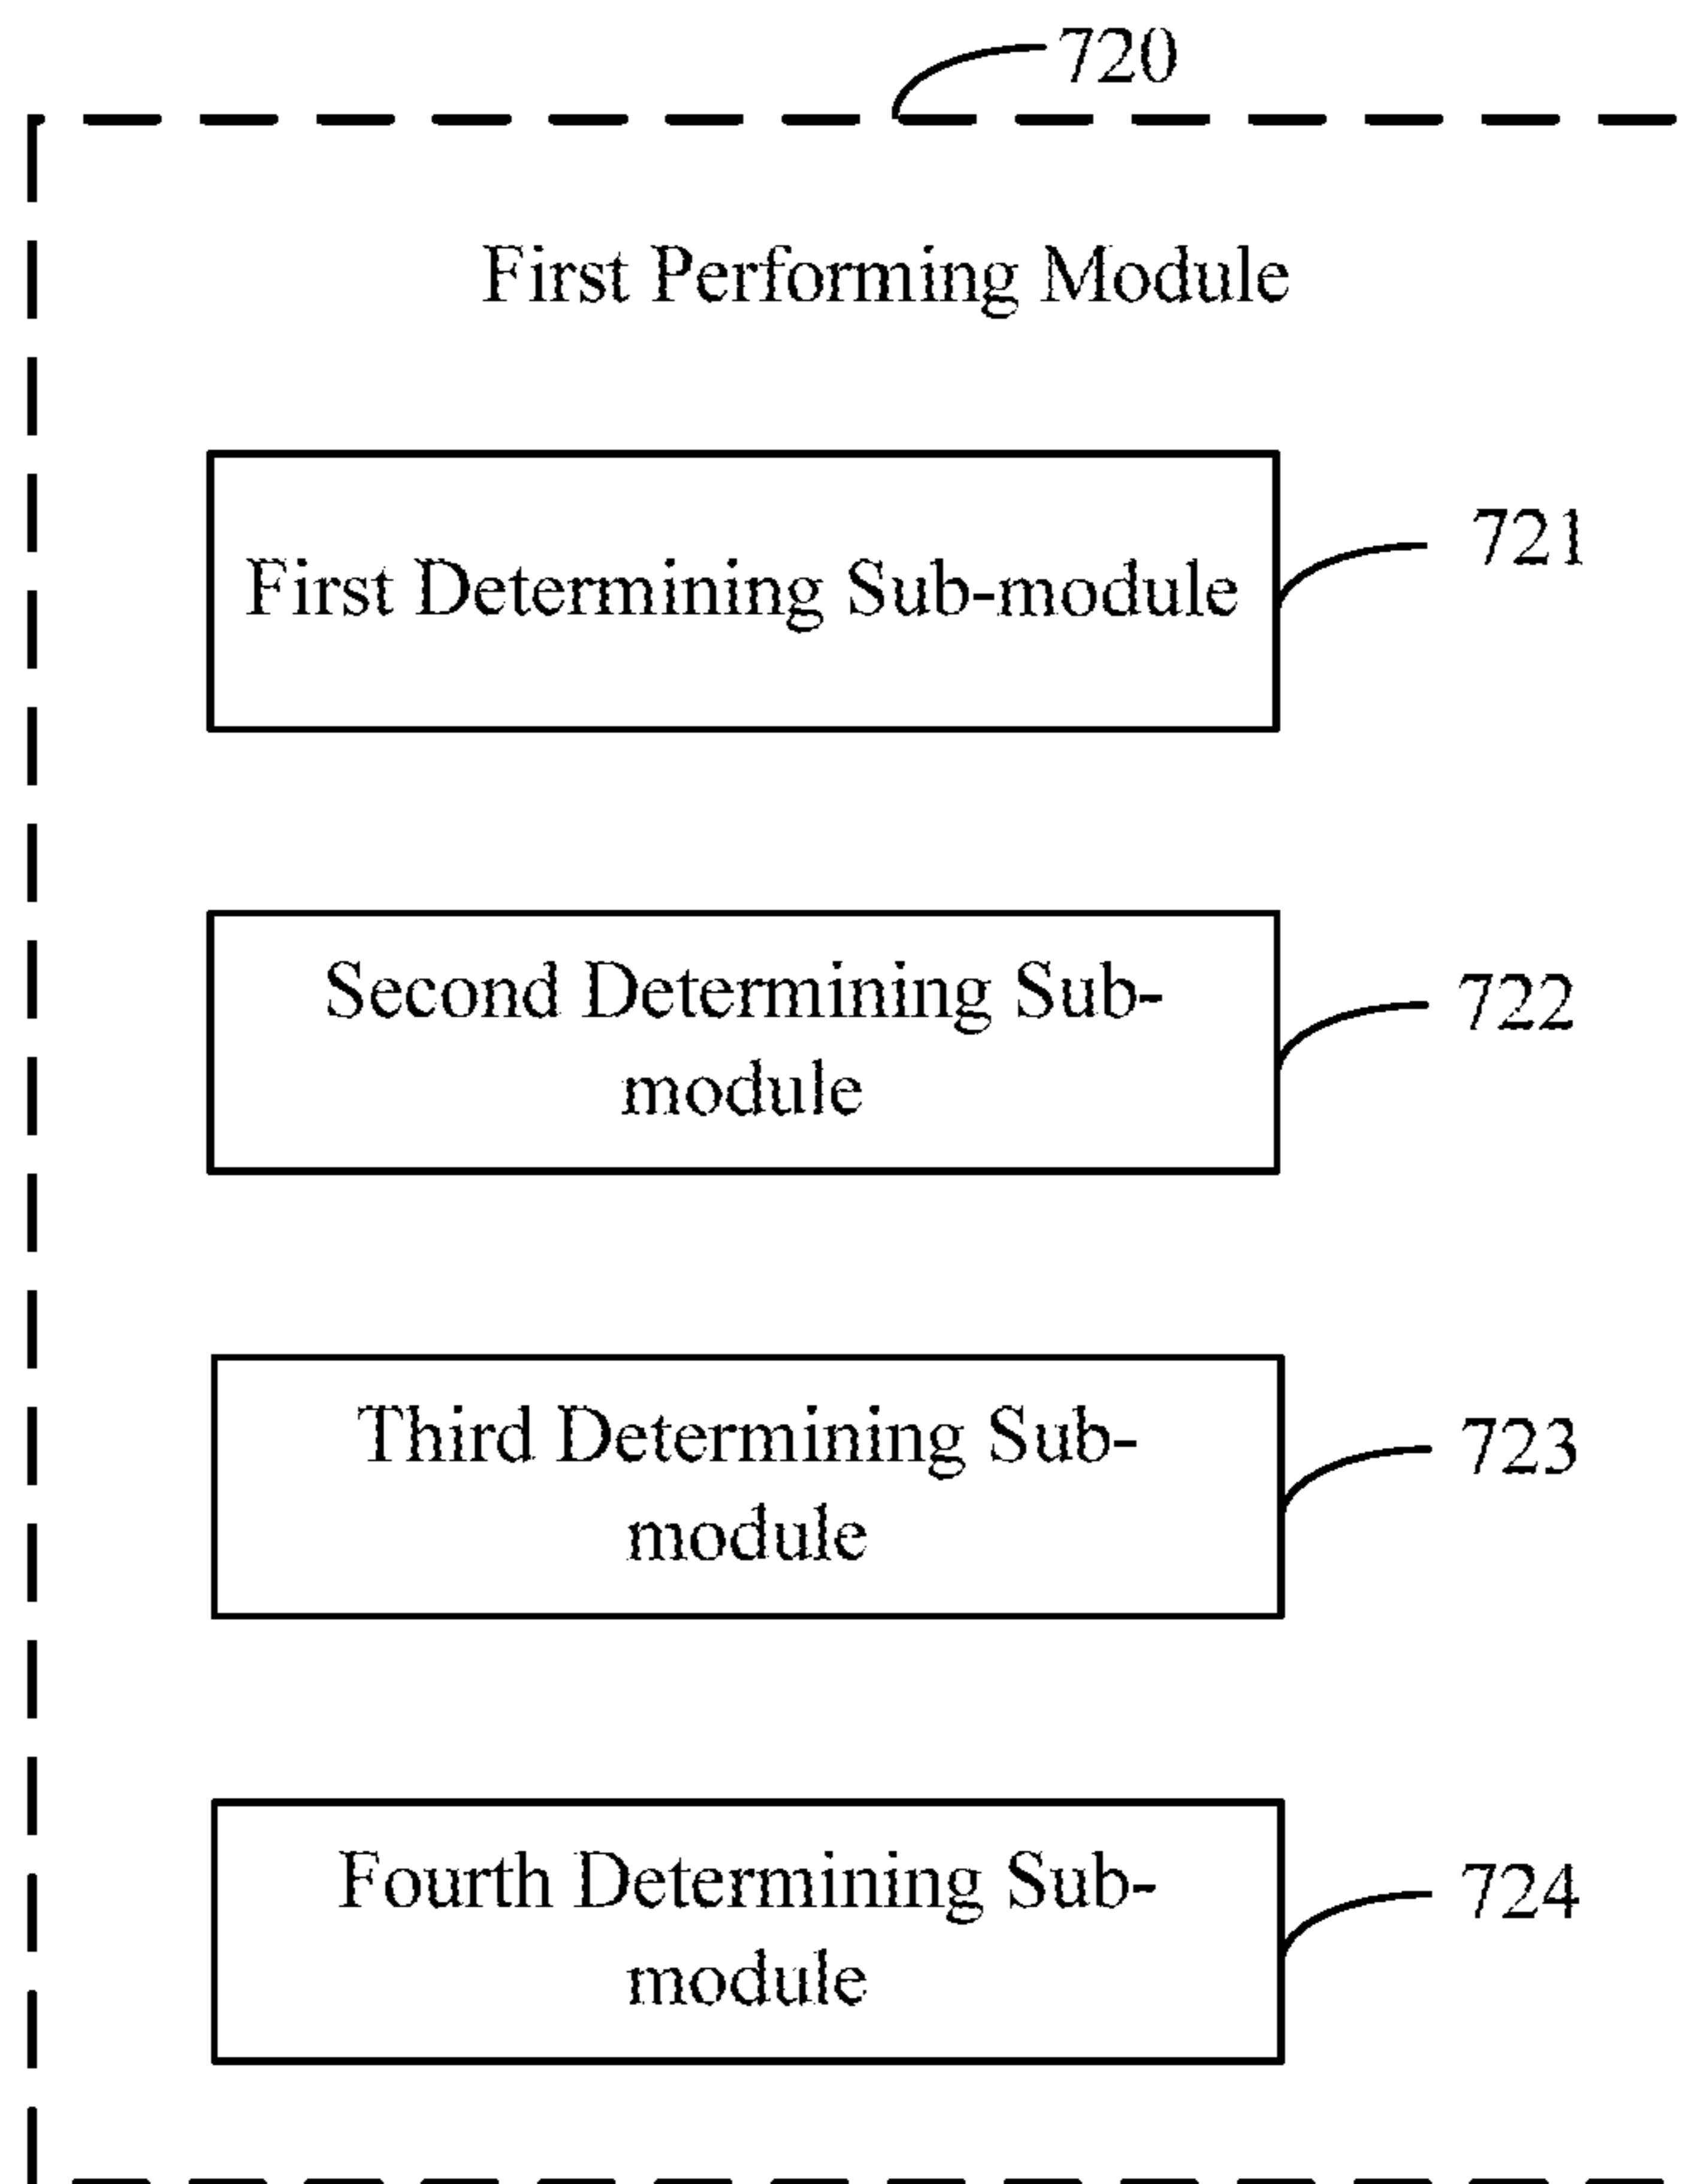 720
First Performing Module
First Determining Sub-module
721
Second Determining Sub-
module
722
Third Determining Sub-
module
723
Fourth Determining Sub-
module
724